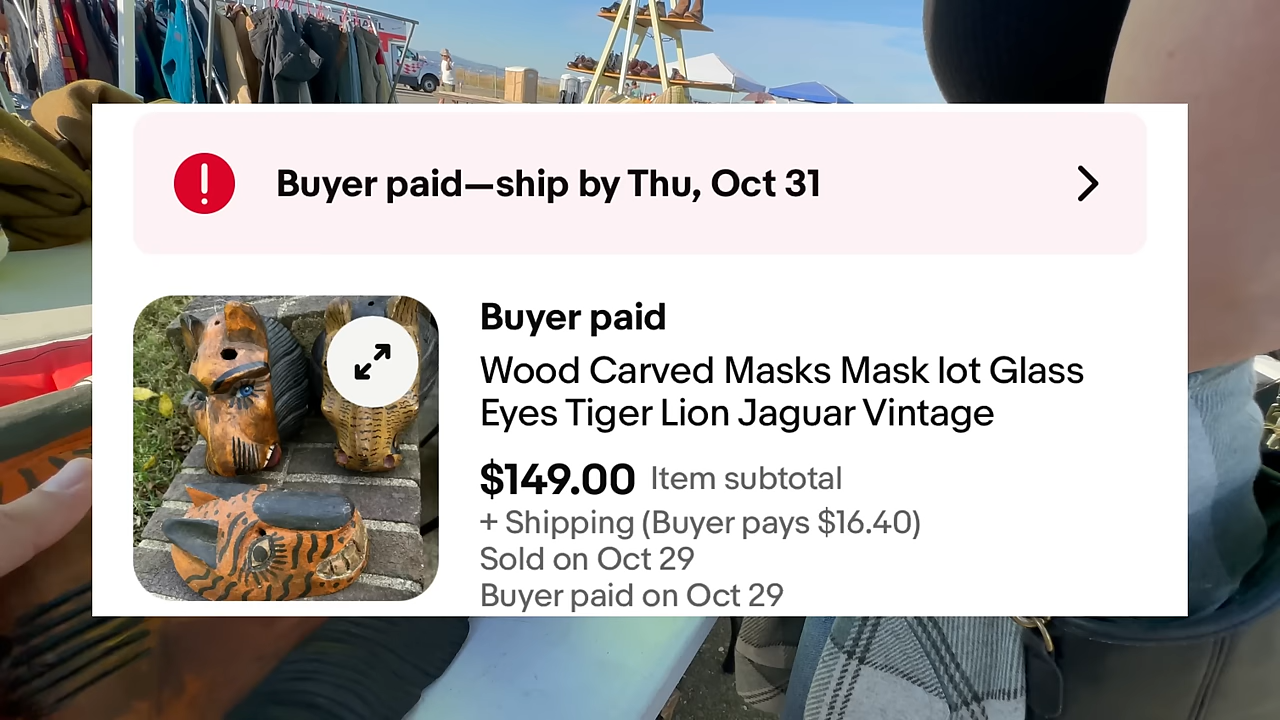 Buyer paid—ship by Thu, Oct 31
Buyer paid
Wood Carved Masks Mask lot Glass
Eyes Tiger Lion Jaguar Vintage
$149.00 Item subtotal
+ Shipping (Buyer pays $16.40)
Sold on Oct 29
Buyer paid on Oct 29